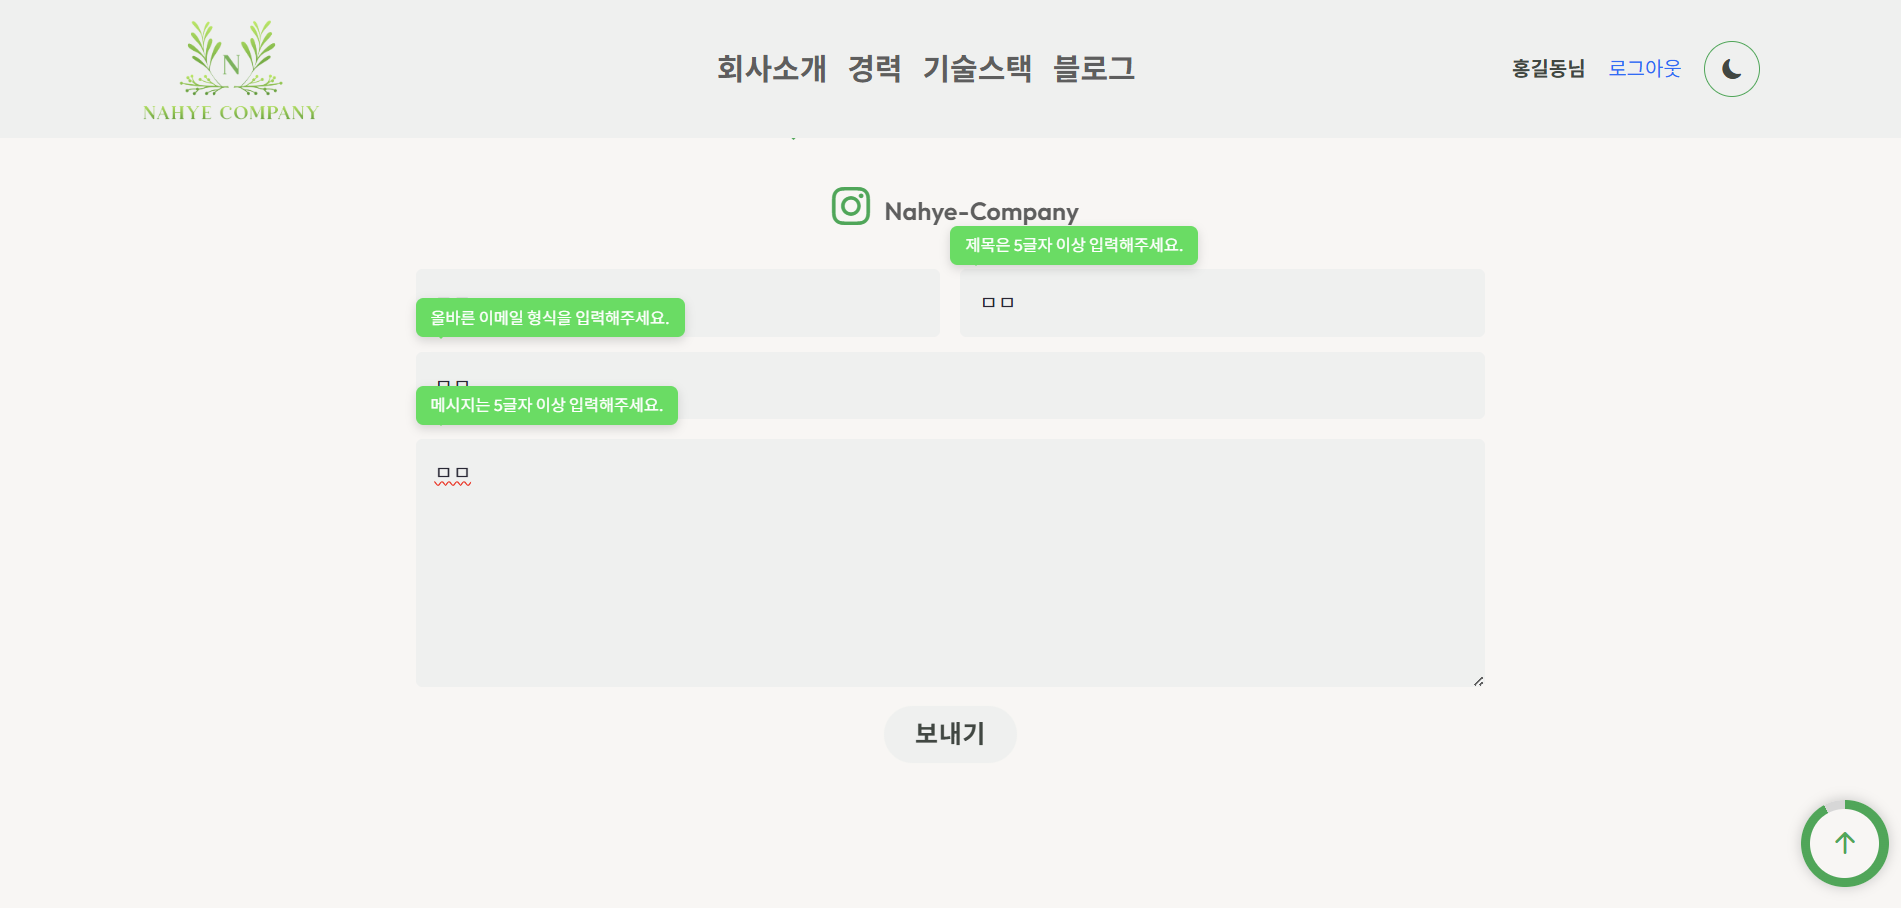 N
NAHYE COMPANY
회사소개 경력 기술스택 블로그
홍길동님 로그아웃
Nahye-Company
제목은 5글자 이상 입력해주세요.
ㅁㅁ
올바른 이메일 형식을 입력해주세요.
ㅁㅁ
메시지는 5글자 이상 입력해주세요.
ㅁㅁ
보내기